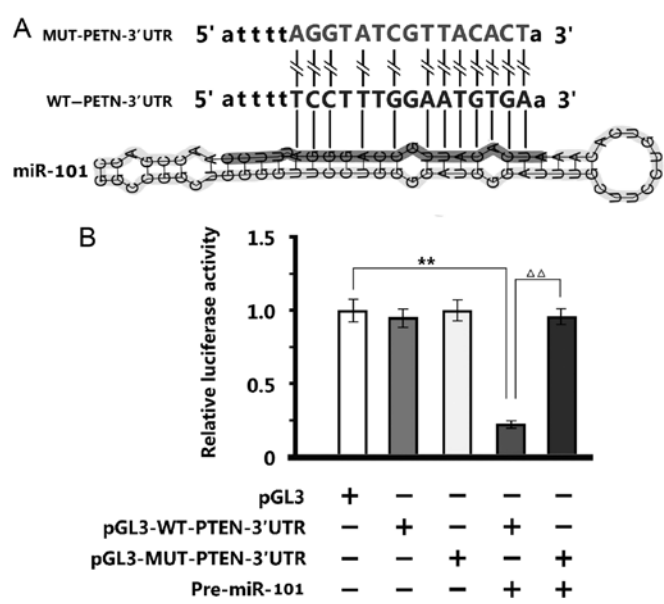 A
MUT-PETN-3'UTR 5' attttAGGTATCGTTACACTa 3'
WT-PETN-3'UTR 5' attttTCCTTTGGAATGTGAa 3'
miR-101
B
Relative luciferase activity
1.5
1.0
0.5
0
**
△△
pGL3 + − − − −
pGL3-WT-PTEN-3'UTR − + − + −
pGL3-MUT-PTEN-3'UTR − − + − +
Pre-miR-101 − − − + +